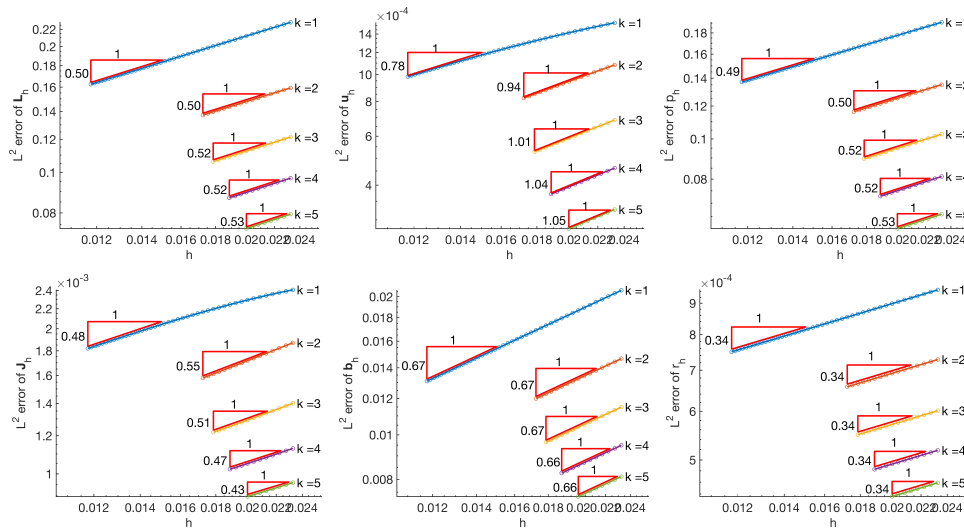 L² error of L_h
0.22
0.2
0.18
0.16
0.14
0.12
0.1
0.08
1
0.50
k =1
1
0.50
k =2
1
0.52
k =3
1
0.52
k =4
1
0.53
k =5
0.012 0.014 0.016 0.018 0.020 0.022 0.024
h
×10⁻⁴
L² error of u_h
14
12
10
8
6
4
1
0.78
k=1
1
0.94
k=2
1
1.01
k=3
1
1.04
k=4
1
1.05
k=5
0.012 0.014 0.016 0.018 0.020 0.022 0.024
h
L² error of p_h
0.2
0.18
0.16
0.14
0.12
0.1
0.08
1
0.49
1
0.50
1
0.52
1
0.52
1
0.53
k=4
k=5
0.012 0.014 0.016 0.018 0.020 0.022 0.024
h
×10⁻³
L² error of J_h
2.4
2.2
2
1.8
1.6
1.4
1.2
1
1
0.48
k =1
1
0.55
k =2
1
0.51
k =3
1
0.47
k =4
1
0.43
k =5
0.012 0.014 0.016 0.018 0.020 0.022 0.024
h
L² error of b_h
0.02
0.018
0.016
0.014
0.012
0.01
0.008
1
0.67
k=1
1
0.67
k=2
1
0.67
k=3
1
0.66
k=4
1
0.66
k=5
0.012 0.014 0.016 0.018 0.020 0.022 0.024
h
×10⁻⁴
L² error of r_h
9
8
7
6
5
1
0.34
k=1
1
0.34
k=2
1
0.34
k=3
1
0.34
k=4
1
0.34
k=5
0.012 0.014 0.016 0.018 0.020 0.022 0.024
h